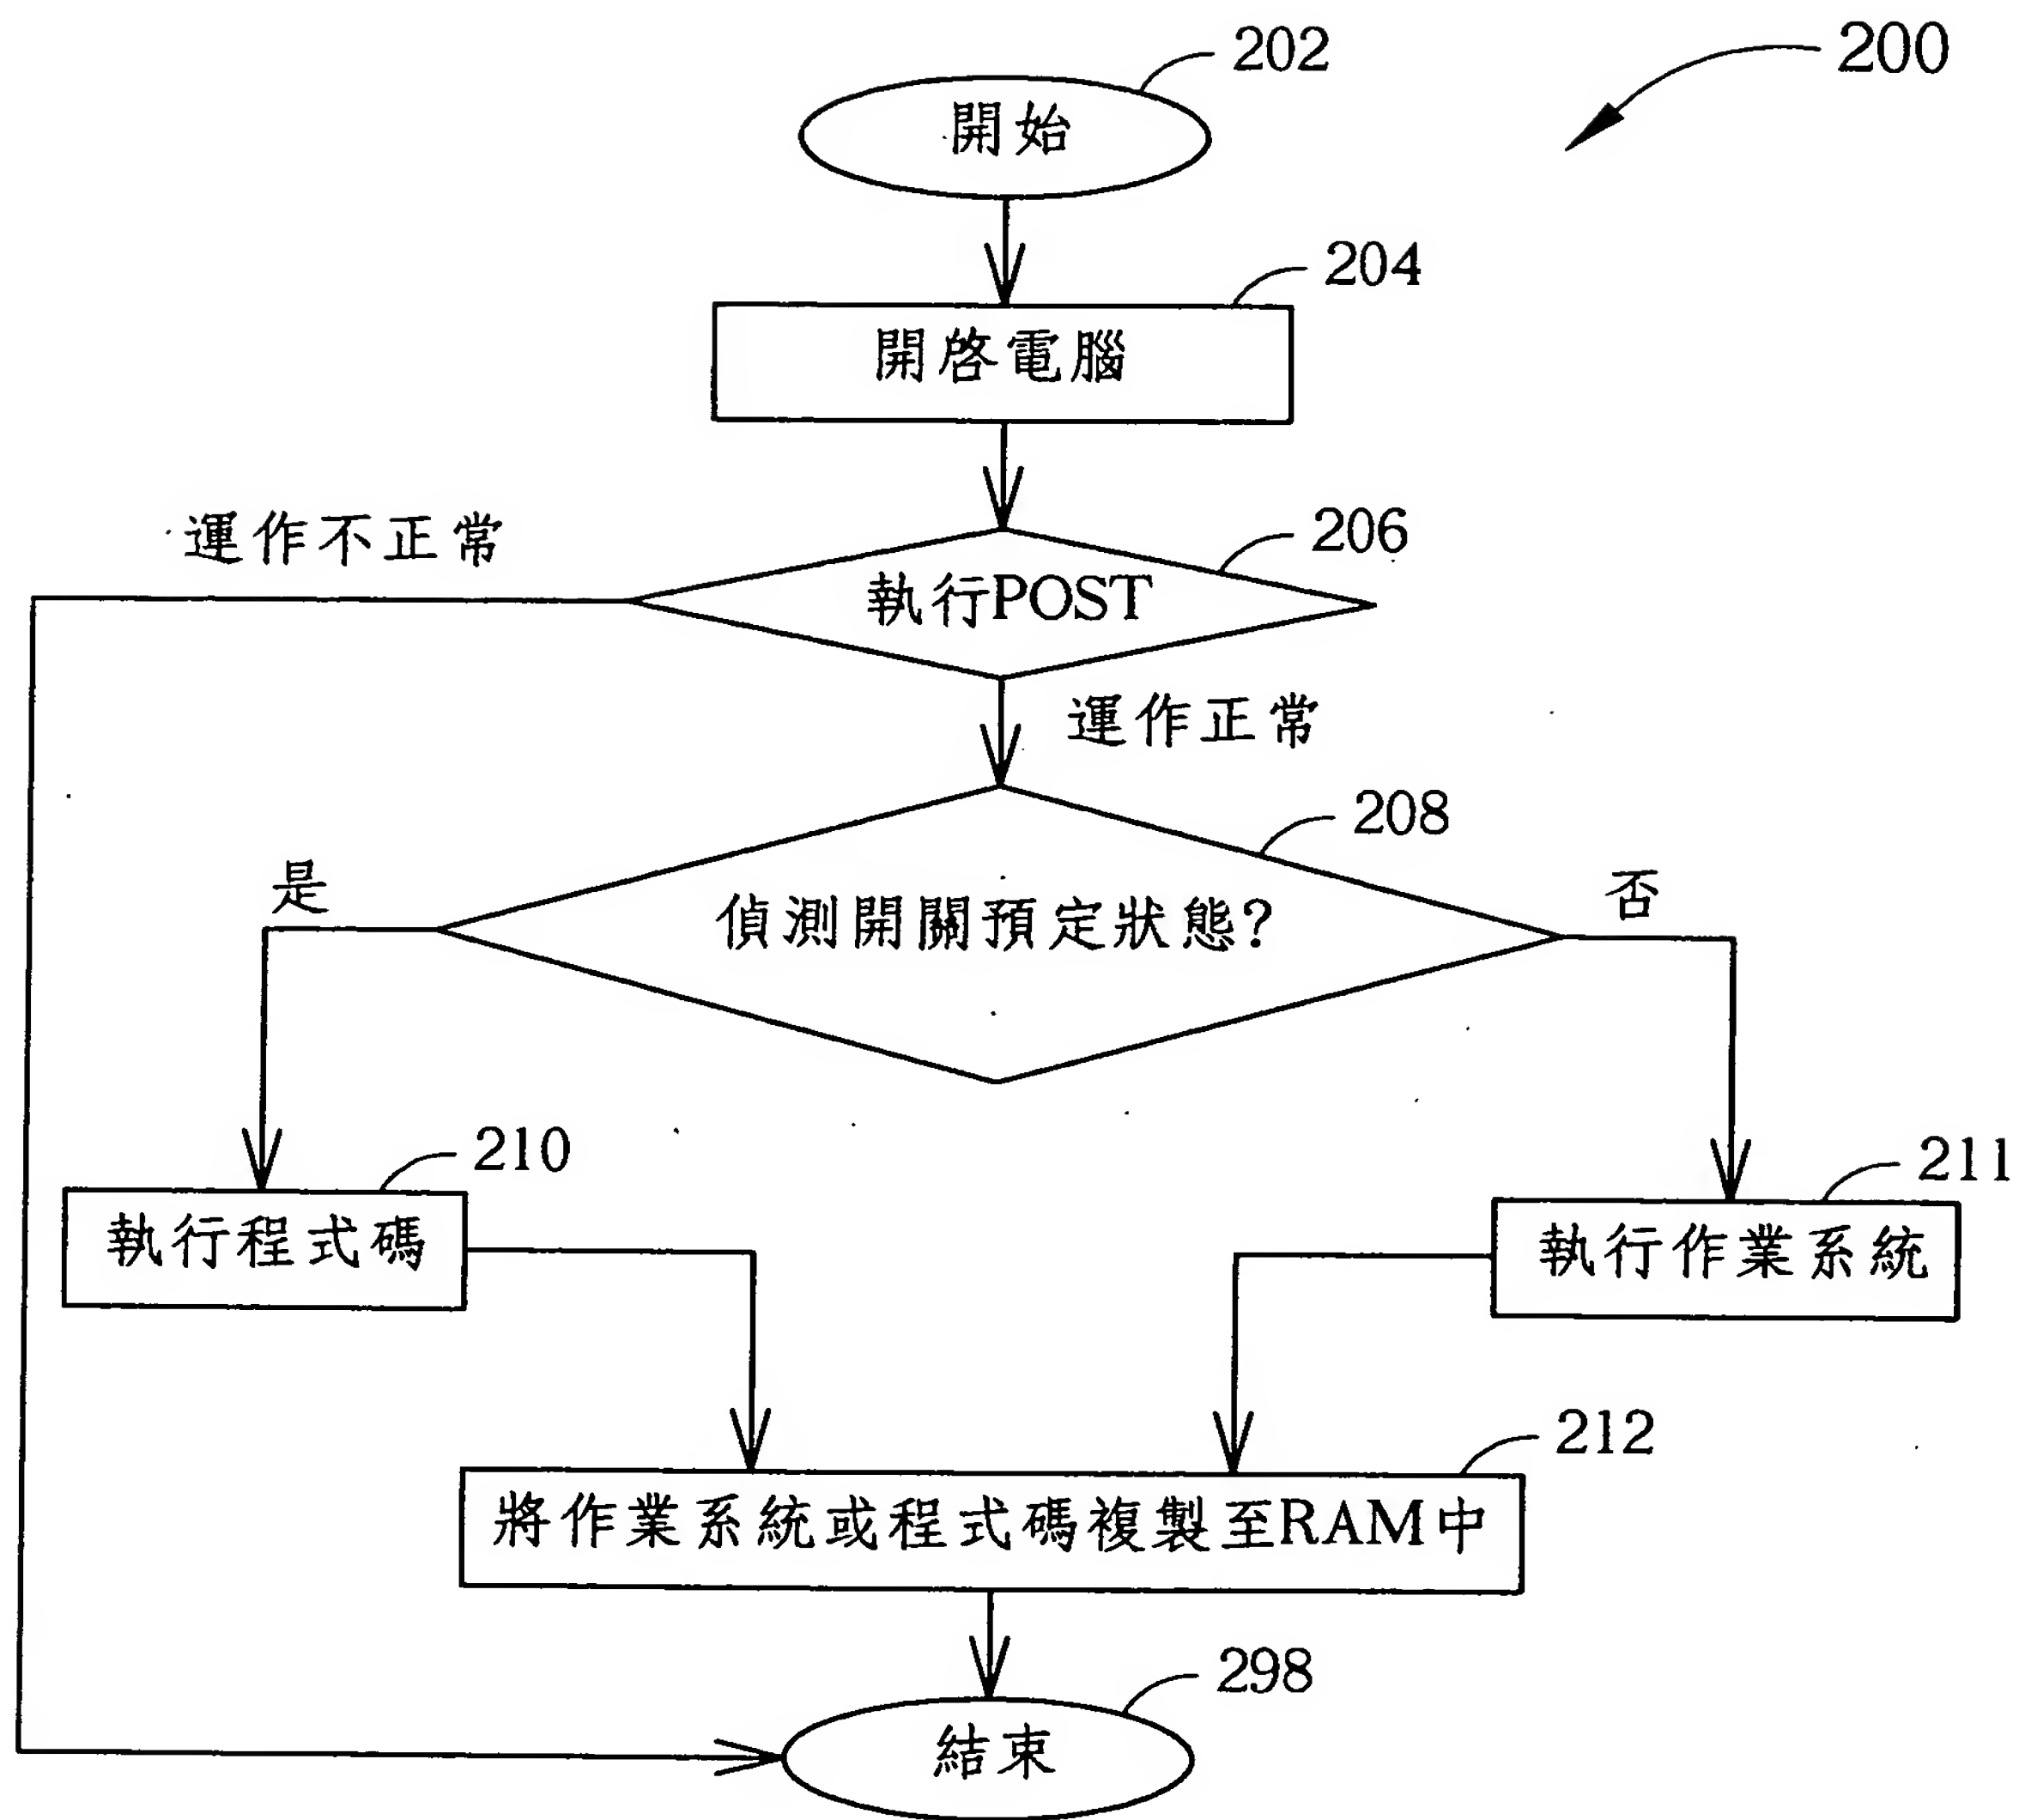 202
200
開始
204
開啓電腦
運作不正常
206
執行POST
運作正常
208
是
否
偵測開關預定狀態?
210
211
執行程式碼
執行作業系統
212
將作業系統或程式碼複製至RAM中
298
結束